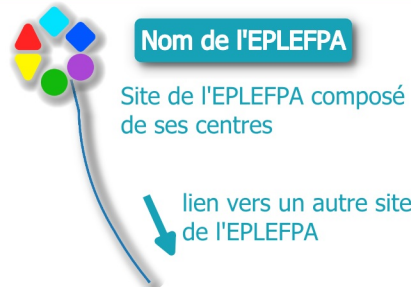 Nom de l'EPLEFPA
Site de l'EPLEFPA composé
de ses centres
lien vers un autre site
de l'EPLEFPA